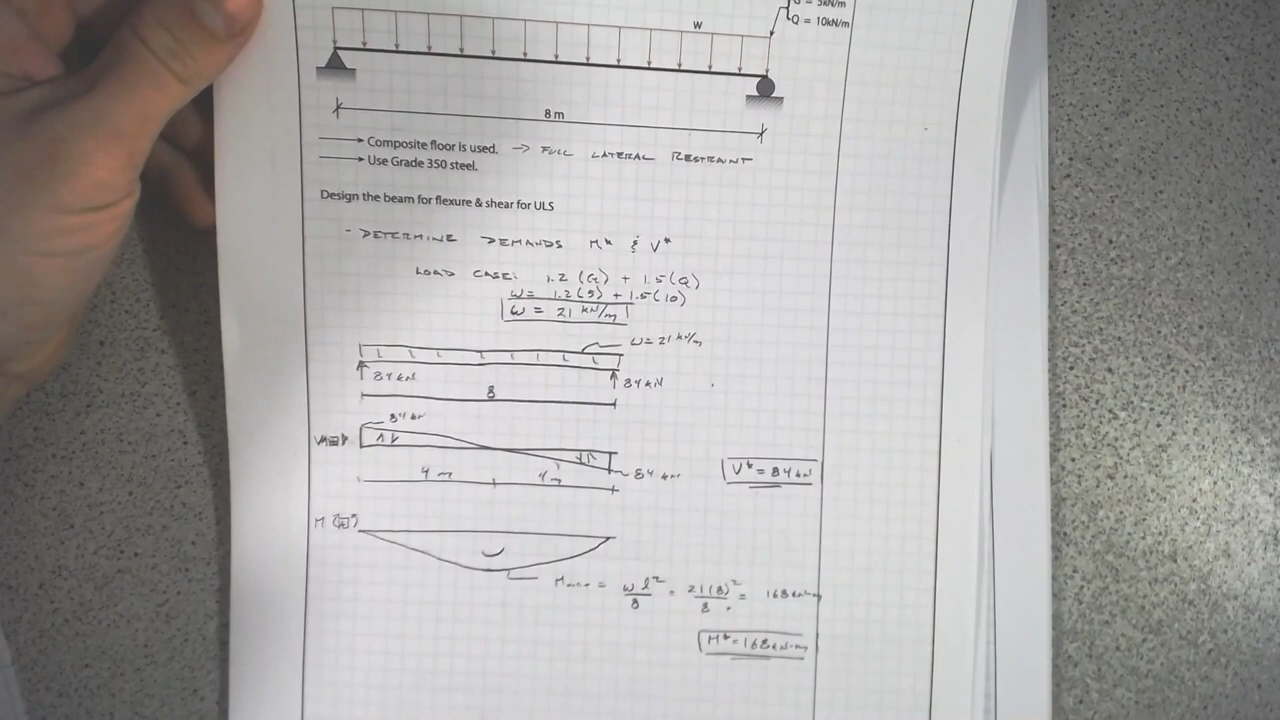 = 5kN/m
w
Q = 10kN/m
8 m
Composite floor is used. → FULL LATERAL RESTRAINT
Use Grade 350 steel.
Design the beam for flexure & shear for ULS
- DETERMINE DEMANDS M* & V*
LOAD CASE: 1.2 (G) + 1.5(Q)
ω = 1.2(5) + 1.5(10)
ω = 21 kN/m
ω = 21 kN/m
84 kN
84 kN
8
84 kN
4 m
4 m
84 kN
V* = 84 kN
M
Mmax = ωl²/8 = 21(8)²/8 = 168 kN-m
M* = 168 kN-m